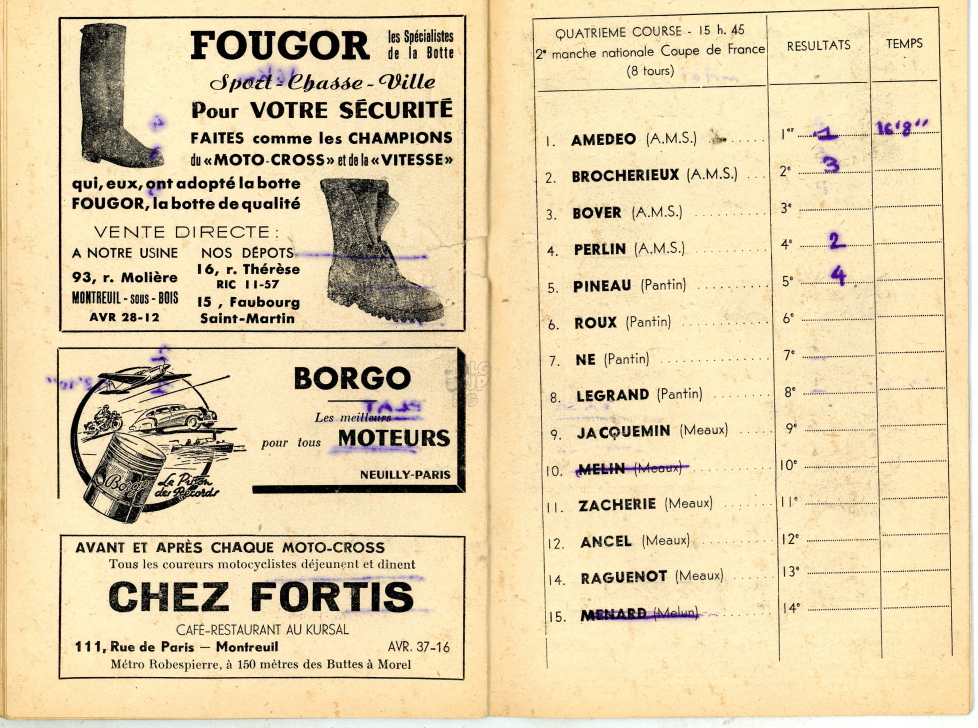 FOUGOR les Spécialistes de la Botte
Sport-Chasse-Ville
Pour VOTRE SÉCURITÉ
FAITES comme les CHAMPIONS
du «MOTO-CROSS» et de la «VITESSE»
qui, eux, ont adopté la botte
FOUGOR, la botte de qualité
VENTE DIRECTE :
A NOTRE USINE
93, r. Molière
MONTREUIL-sous-BOIS
AVR 28-12
NOS DÉPOTS
16, r. Thérèse
RIC 11-57
15, Faubourg
Saint-Martin
BORGO
Les meilleurs
pour tous MOTEURS
NEUILLY-PARIS
Borgo
Le Piston
des Records
AVANT ET APRÈS CHAQUE MOTO-CROSS
Tous les coureurs motocyclistes déjeunent et dînent
CHEZ FORTIS
CAFÉ-RESTAURANT AU KURSAL
111, Rue de Paris — Montreuil AVR. 37-16
Métro Robespierre, à 150 mètres des Buttes à Morel
QUATRIEME COURSE - 15 h. 45
2e manche nationale Coupe de France
(8 tours)
RESULTATS
TEMPS
1. AMEDEO (A.M.S.) 1er 1 16'8''
2. BROCHERIEUX (A.M.S.) 2e 3
3. BOVER (A.M.S.) 3e
4. PERLIN (A.M.S.) 4e 2
5. PINEAU (Pantin) 5e 4
6. ROUX (Pantin) 6e
7. NE (Pantin) 7e
8. LEGRAND (Pantin) 8e
9. JACQUEMIN (Meaux) 9e
10. MELIN (Meaux) 10e
11. ZACHERIE (Meaux) 11e
12. ANCEL (Meaux) 12e
14. RAGUENOT (Meaux) 13e
15. MENARD (Melun) 14e